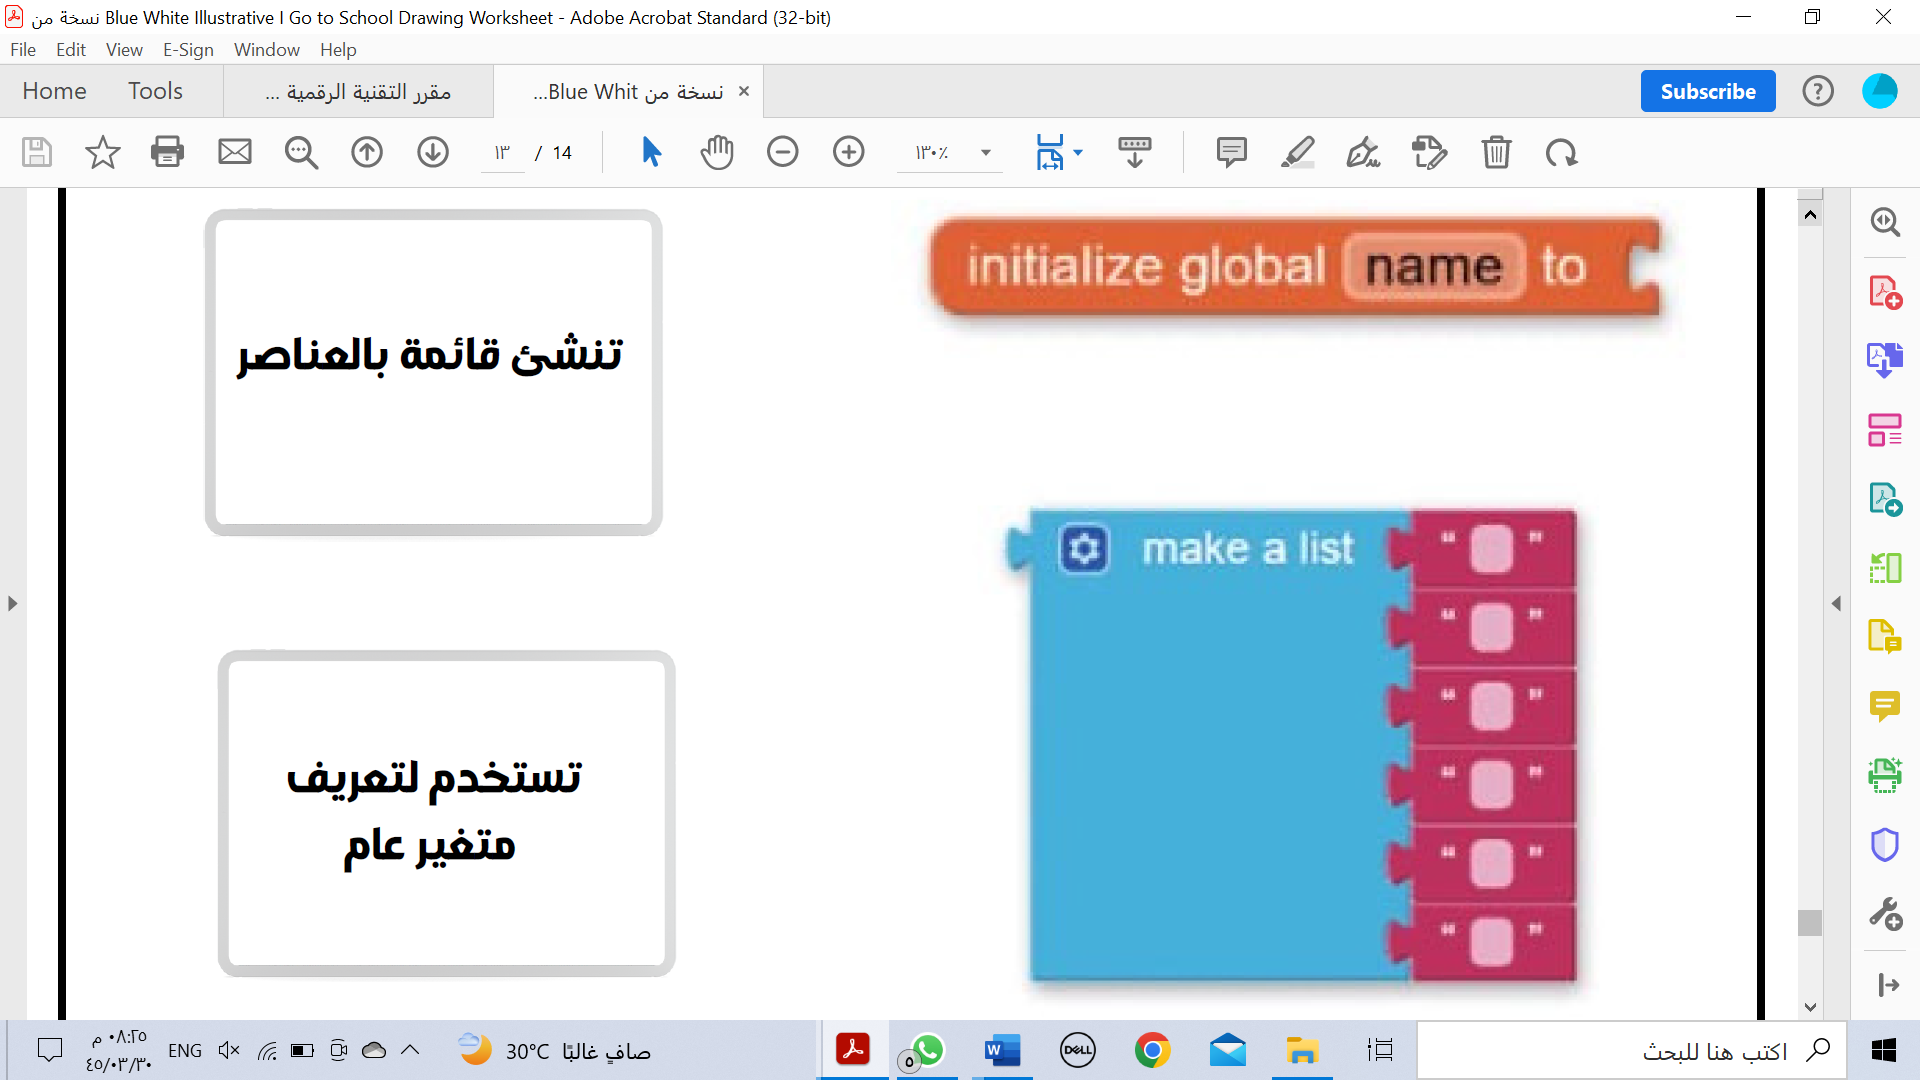 نسخة من Blue White Illustrative I Go to School Drawing Worksheet - Adobe Acrobat Standard (32-bit)
File Edit View E-Sign Window Help
Home Tools
مقرر التقنية الرقمية ...
نسخة من Blue Whit...
Subscribe
١٣ / 14
١٣٠٪
initialize global name to
تنشئ قائمة بالعناصر
make a list " "
" "
" "
" "
" "
" "
تستخدم لتعريف
متغير عام
٠٨:٢٥ م
٤٥/٠٣/٣٠
ENG
30°C صافٍ غالبًا
٥
W
DELL
اكتب هنا للبحث